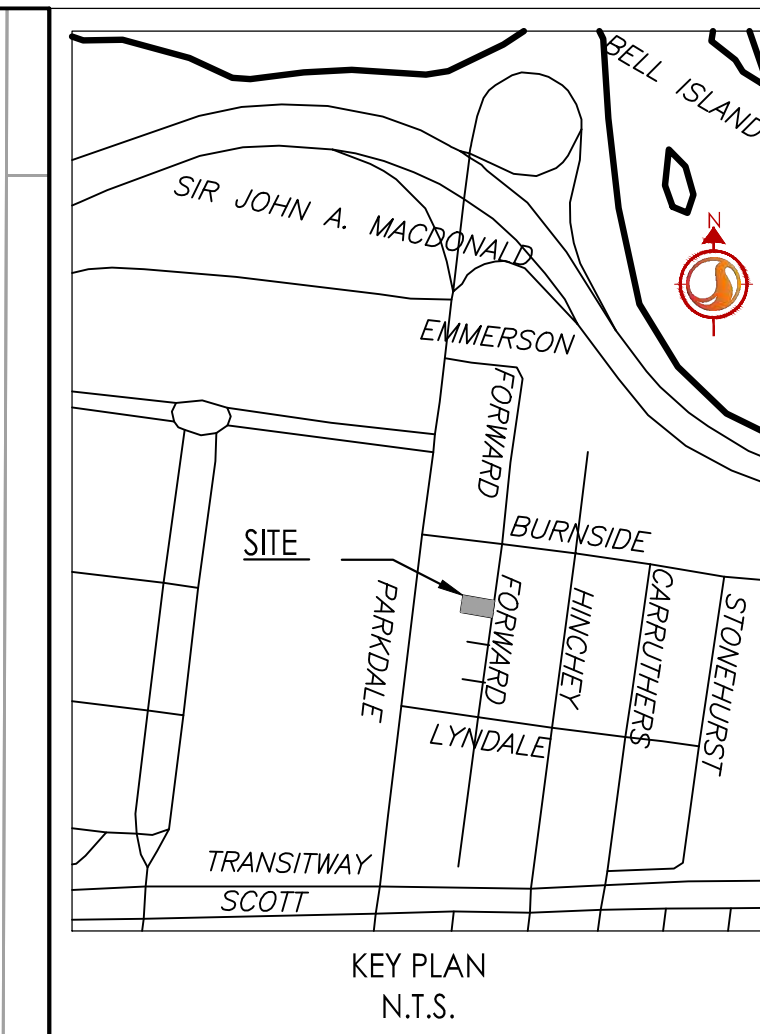 BELL ISLAND
SIR JOHN A. MACDONALD
N
EMMERSON
FORWARD
BURNSIDE
SITE
PARKDALE
FORWARD
HINCHEY
CARRUTHERS
STONEHURST
LYNDALE
TRANSITWAY
SCOTT
KEY PLAN
N.T.S.